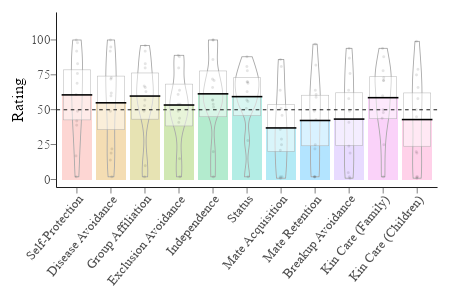 Rating
100
75
50
25
0
Self-Protection
Disease Avoidance
Group Affiliation
Exclusion Avoidance
Independence
Status
Mate Acquisition
Mate Retention
Breakup Avoidance
Kin Care (Family)
Kin Care (Children)